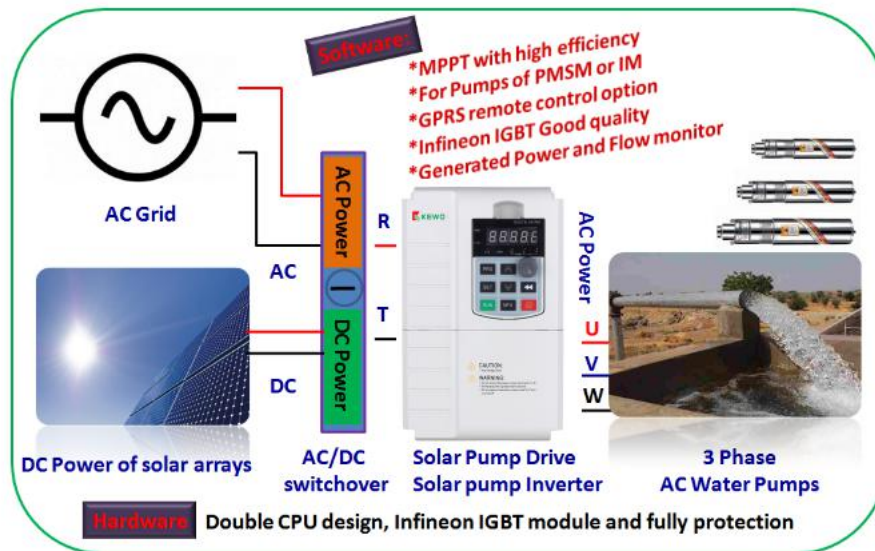 Software:
*MPPT with high efficiency
*For Pumps of PMSM or IM
*GPRS remote control option
*Infineon IGBT Good quality
*Generated Power and Flow monitor
AC Grid
AC Power
R
KEWO
AC Power
AC
T
DC Power
DC
U
V
W
CAUTION
WARNING
DC Power of solar arrays
AC/DC
switchover
Solar Pump Drive
Solar pump Inverter
3 Phase
AC Water Pumps
Hardware Double CPU design, Infineon IGBT module and fully protection